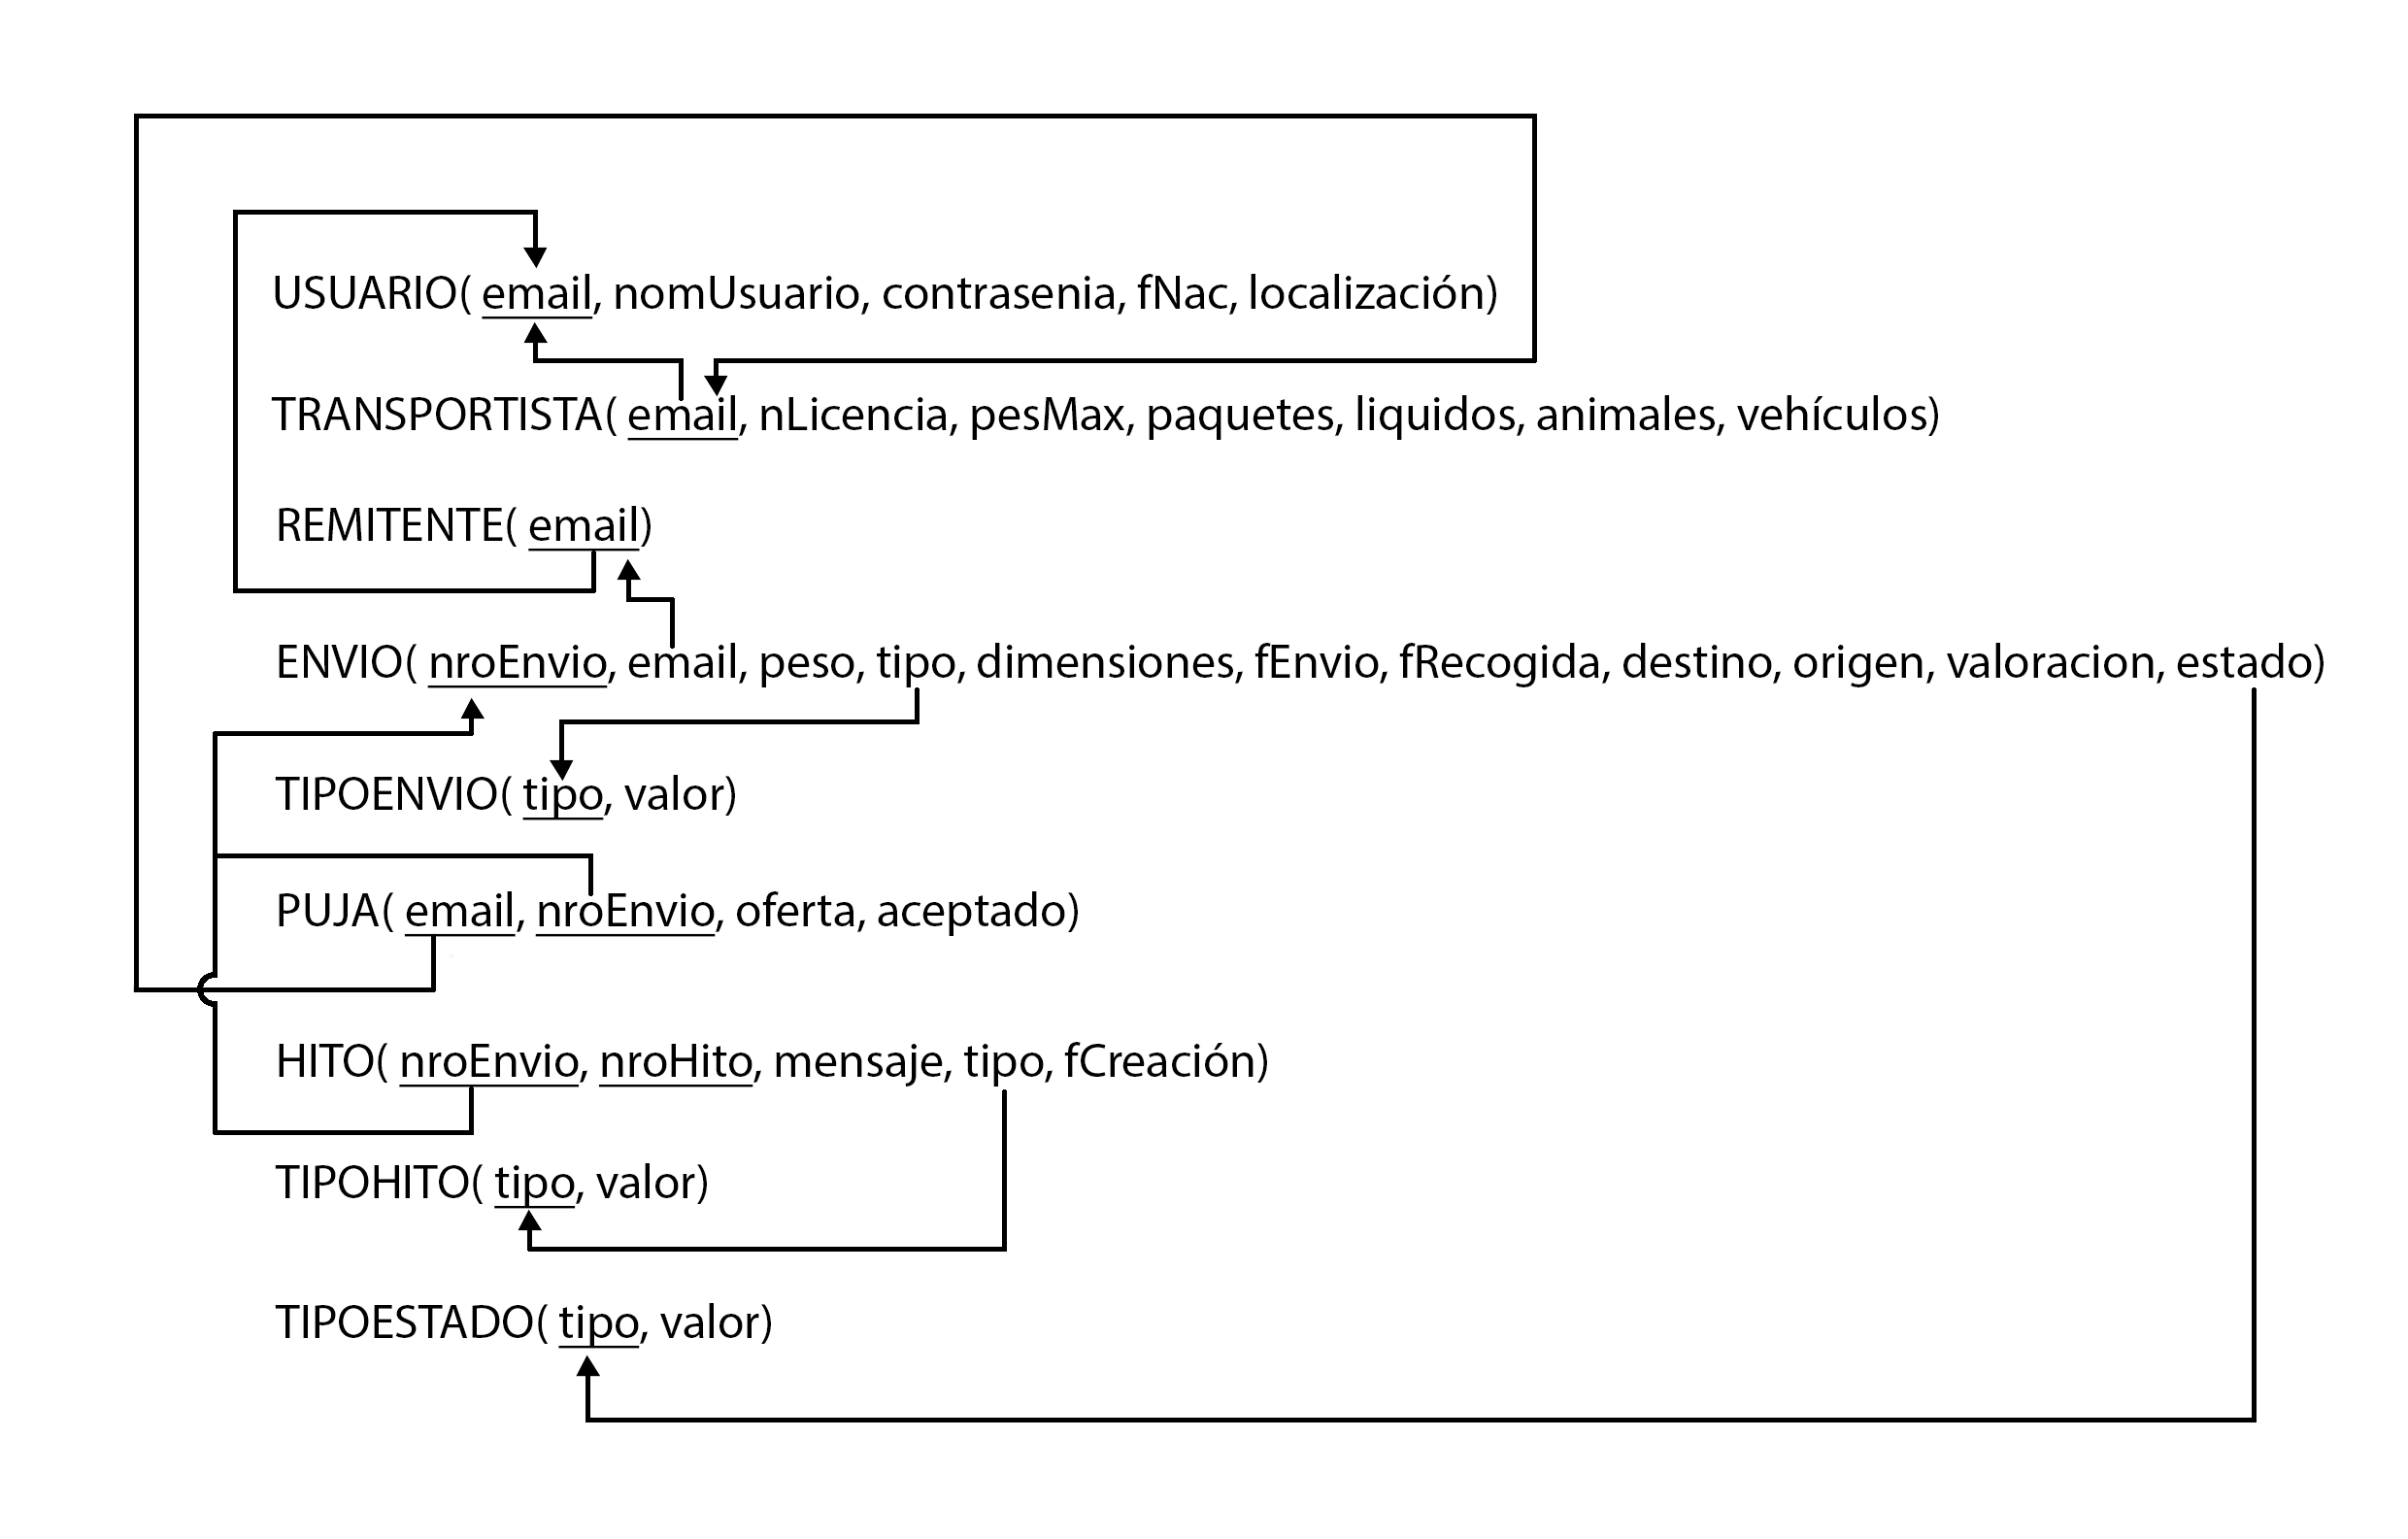 USUARIO( email, nomUsuario, contrasenia, fNac, localización)
TRANSPORTISTA( email, nLicencia, pesMax, paquetes, liquidos, animales, vehículos)
REMITENTE( email)
ENVIO( nroEnvio, email, peso, tipo, dimensiones, fEnvio, fRecogida, destino, origen, valoracion, estado)
TIPOENVIO( tipo, valor)
PUJA( email, nroEnvio, oferta, aceptado)
HITO( nroEnvio, nroHito, mensaje, tipo, fCreación)
TIPOHITO( tipo, valor)
TIPOESTADO( tipo, valor)